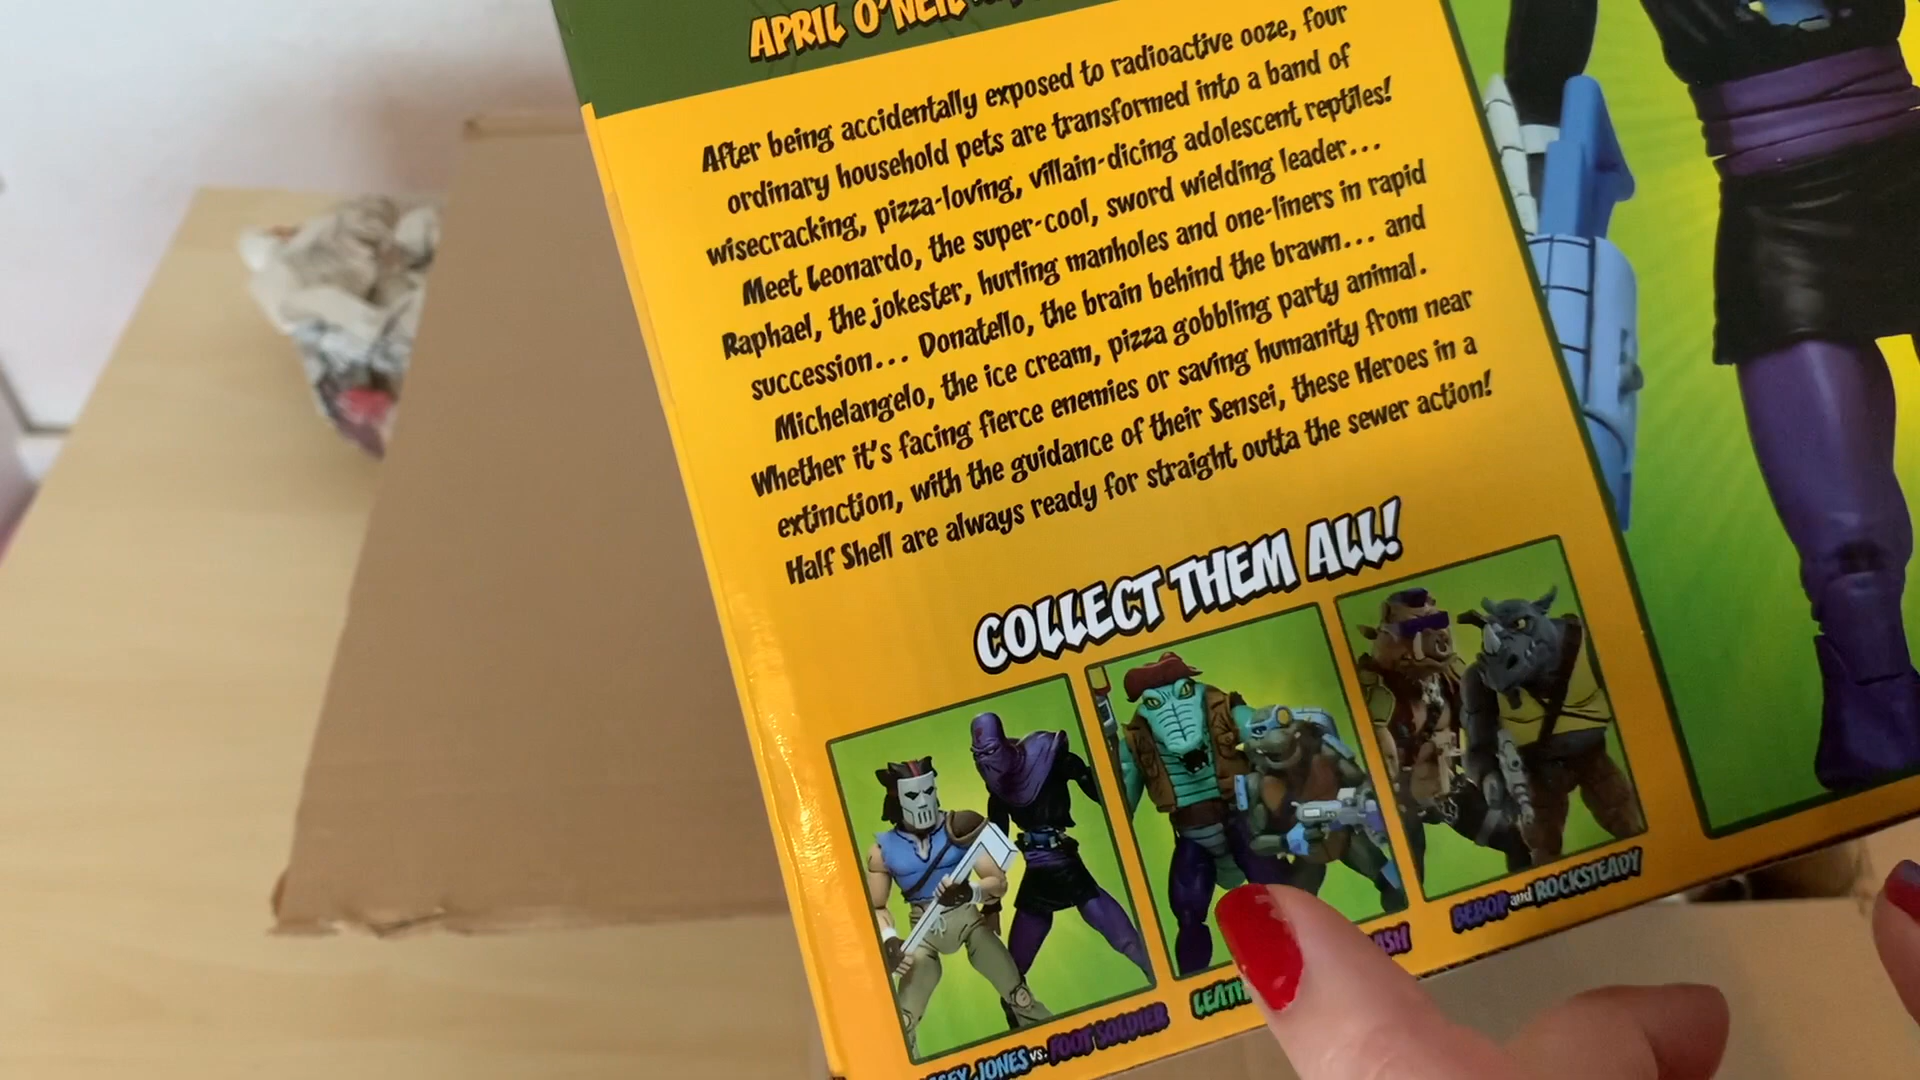 APRIL O'NEIL
After being accidentally exposed to radioactive ooze, four
ordinary household pets are transformed into a band of
wisecracking, pizza-loving, villain-dicing adolescent reptiles!
Meet Leonardo, the super-cool, sword wielding leader...
Raphael, the jokester, hurling manholes and one-liners in rapid
succession... Donatello, the brain behind the brawn... and
Michelangelo, the ice cream, pizza gobbling party animal.
Whether it's facing fierce enemies or saving humanity from near
extinction, with the guidance of their Sensei, these Heroes in a
Half Shell are always ready for straight outta the sewer action!
COLLECT THEM ALL!
JONES vs. FOOT SOLDIER
BEBOP and ROCKSTEADY